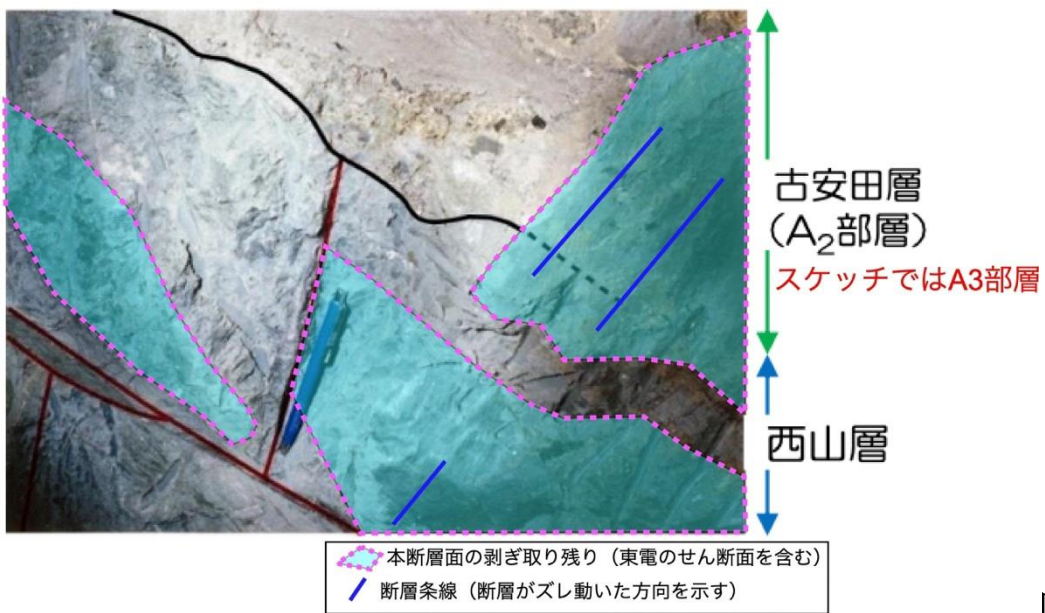 古安田層
(A₂部層)
スケッチではA3部層
西山層
本断層面の剥ぎ取り残り（東電のせん断面を含む）
断層条線（断層がズレ動いた方向を示す）